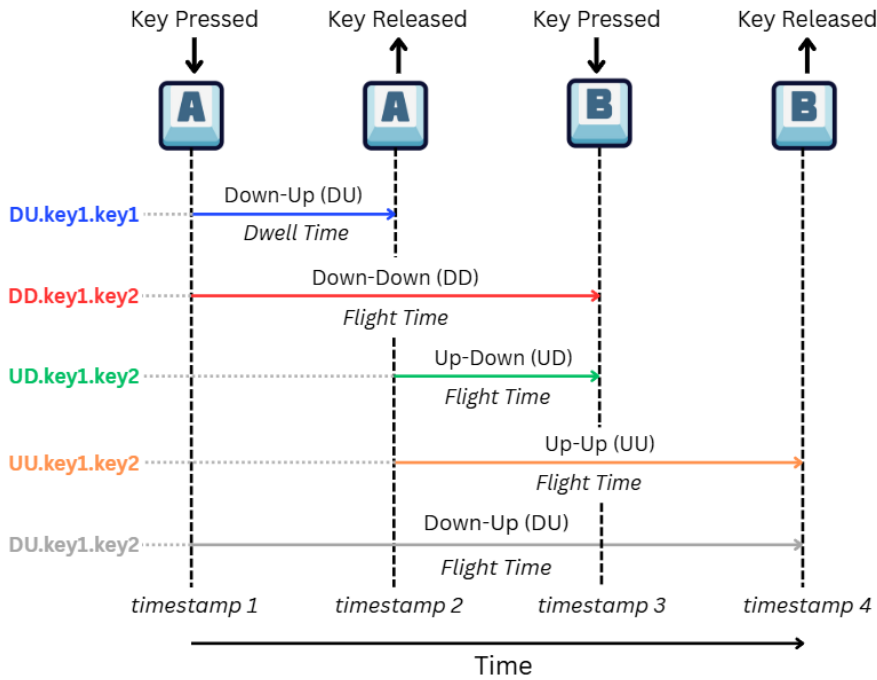 Key Pressed Key Released Key Pressed Key Released
A A B B
Down-Up (DU)
DU.key1.key1
Dwell Time
Down-Down (DD)
DD.key1.key2
Flight Time
Up-Down (UD)
UD.key1.key2
Flight Time
Up-Up (UU)
UU.key1.key2
Flight Time
Down-Up (DU)
DU.key1.key2
Flight Time
timestamp 1 timestamp 2 timestamp 3 timestamp 4
Time